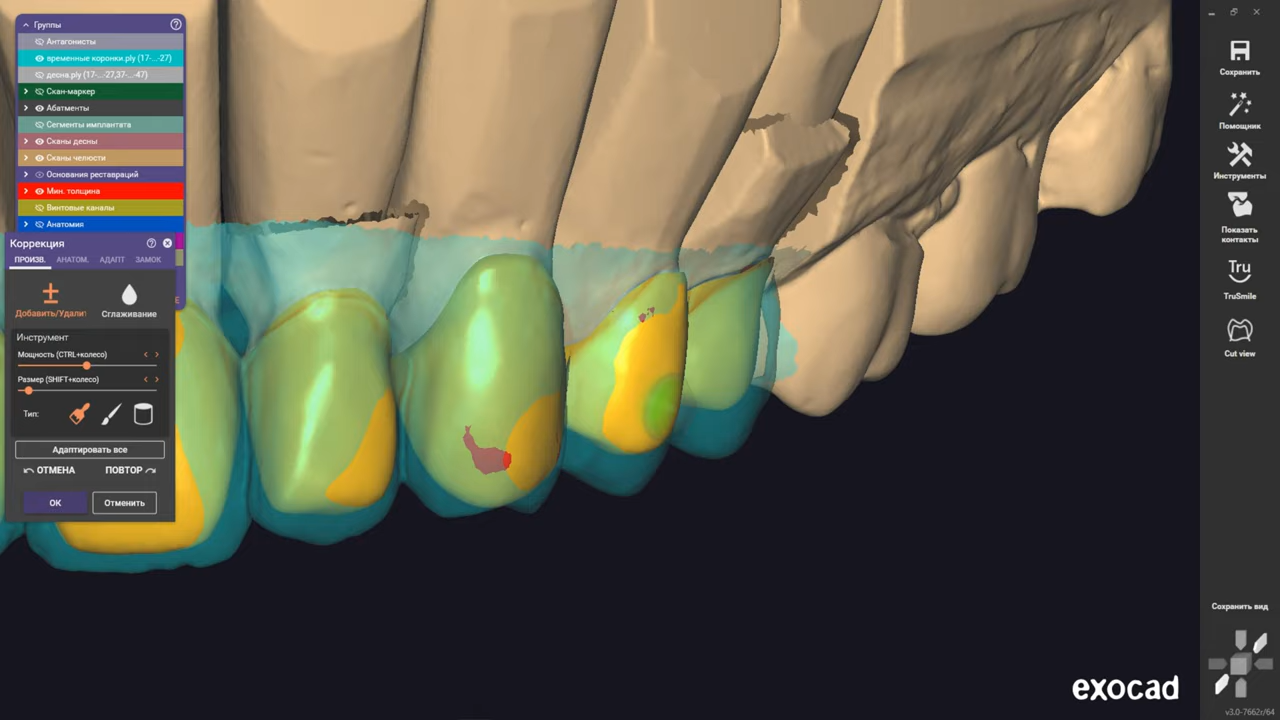 Группы
Антагонисты
временные коронки.ply (17-...-27)
десна.ply (17-...-27,37-...-47)
Скан-маркер
Абатменты
Сегменты имплантата
Сканы десны
Сканы челюсти
Основания реставраций
Мин. толщина
Винтовые каналы
Анатомия
Коррекция
ПРОИЗВ.
АНАТОМ.
АДАПТ
ЗАМОК
Добавить/Удалит
Сглаживание
Инструмент
Мощность (CTRL+колесо)
Размер (SHIFT+колесо)
Тип:
Адаптировать все
ОТМЕНА
ПОВТОР
ОК
Отменить
Сохранить
Помощник
Инструменты
Показать
контакты
Tru
TruSmile
Cut view
Сохранить вид
exocad
v3.0-7662r/64